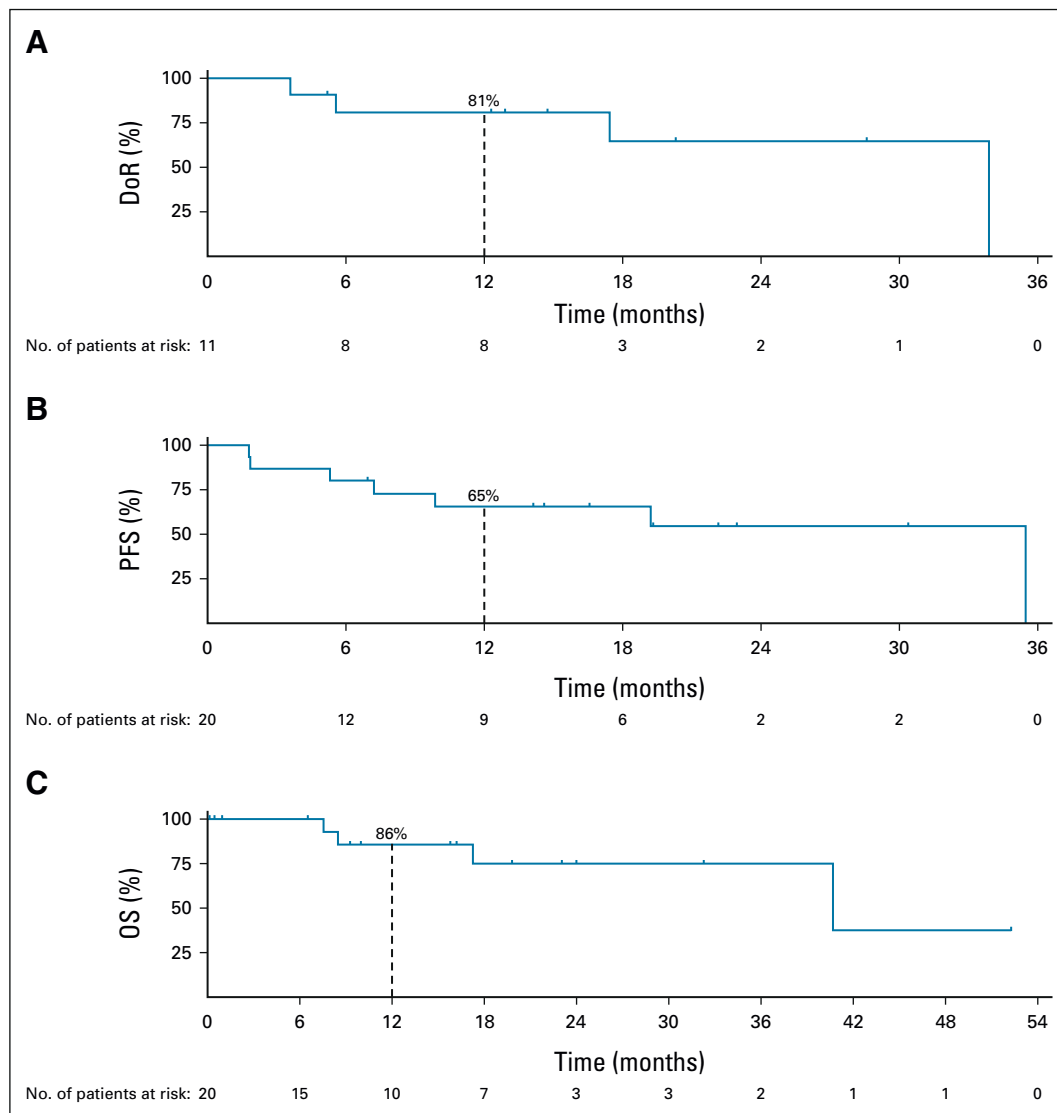 A
100
75
50
25
DoR (%)
81%
0 6 12 18 24 30 36
Time (months)
No. of patients at risk: 11 8 8 3 2 1 0
B
100
75
50
25
PFS (%)
65%
0 6 12 18 24 30 36
Time (months)
No. of patients at risk: 20 12 9 6 2 2 0
C
100
75
50
25
OS (%)
86%
0 6 12 18 24 30 36 42 48 54
Time (months)
No. of patients at risk: 20 15 10 7 3 3 2 1 1 0